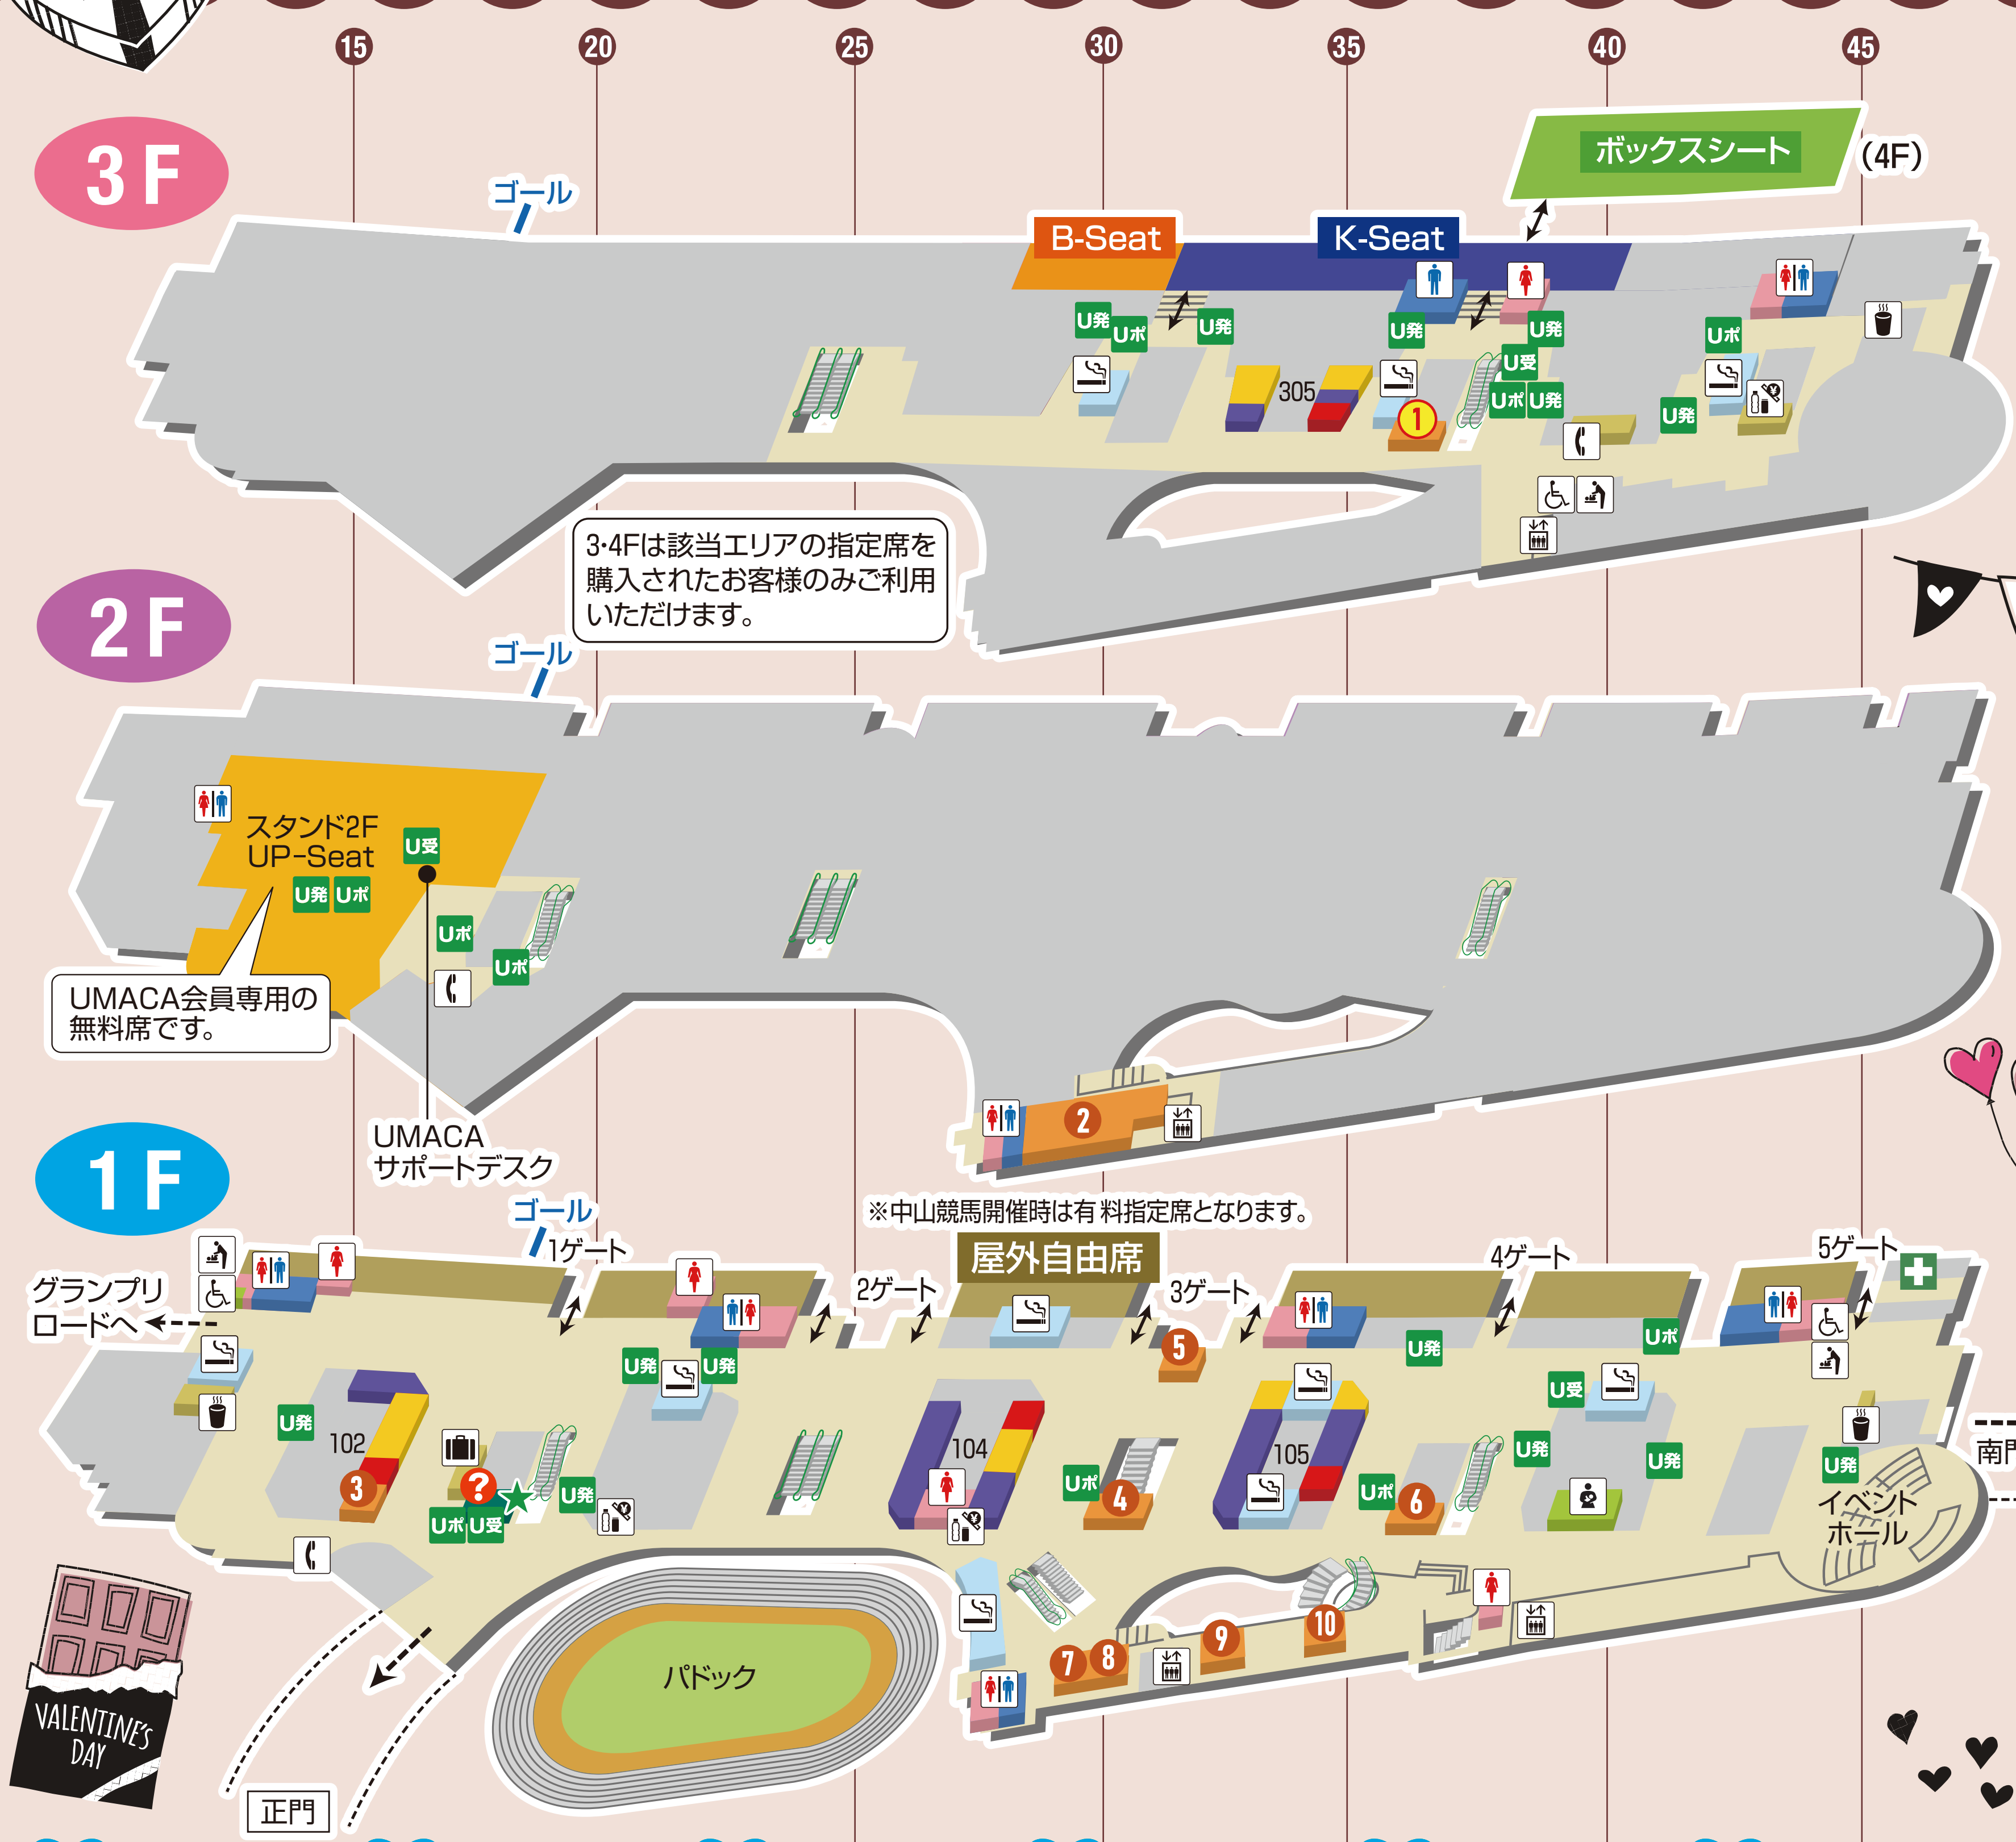 15 20 25 30 35 40 45
3F
ボックスシート
(4F)
ゴール
B-Seat
K-Seat
U発
Uポ
U発
U発
U発
Uポ
U受
305
Uポ
U発
1
U発
3・4Fは該当エリアの指定席を
購入されたお客様のみご利用
いただけます。
2F
ゴール
スタンド2F
UP-Seat
U受
U発
Uポ
Uポ
Uポ
UMACA会員専用の
無料席です。
UMACA
サポートデスク
2
1F
※中山競馬開催時は有料指定席となります。
ゴール
1ゲート
屋外自由席
2ゲート
3ゲート
4ゲート
5ゲート
グランプリ
ロードへ
5
Uポ
U発
U発
U発
U受
U発
102
104
105
U発
U発
U発
3
?
U発
Uポ
4
Uポ
6
Uポ
U受
イベント
ホール
南門
7
8
9
10
パドック
VALENTINE'S
DAY
正門